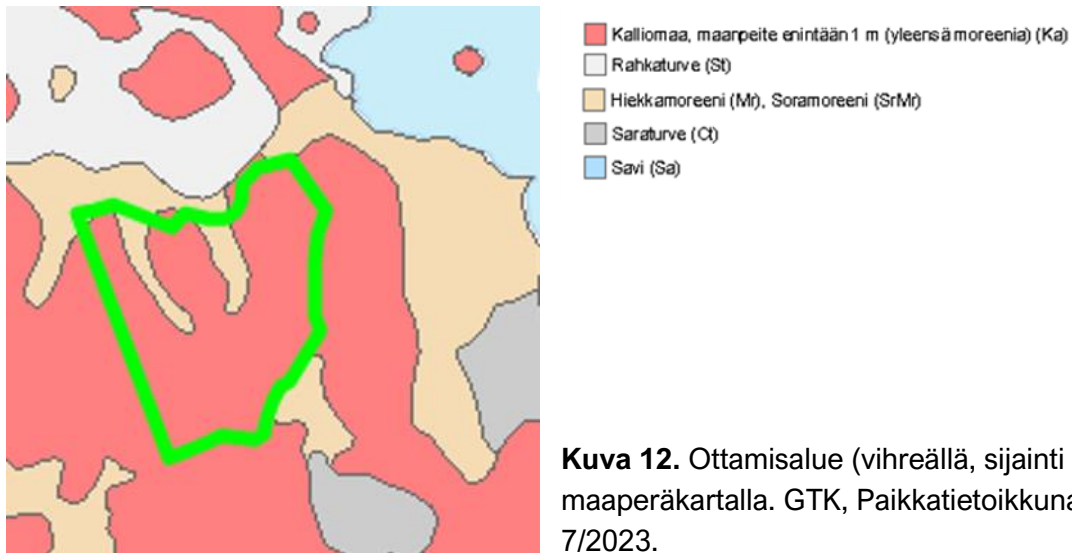 Kalliomaa, maanpeite enintään 1 m (yleensä moreenia) (Ka)
Rahkaturve (St)
Hiekkamoreeni (Mr), Soramoreeni (SrMr)
Saraturve (Ct)
Savi (Sa)
Kuva 12. Ottamisalue (vihreällä, sijainti
maaperäkartalla. GTK, Paikkatietoikkuna
7/2023.